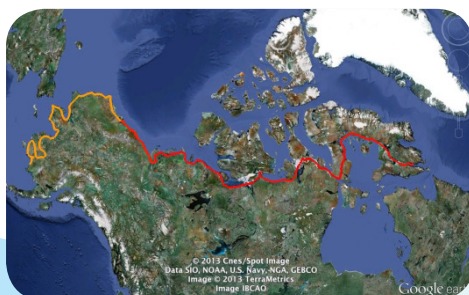 © 2013 Cnes/Spot Image
Data SIO, NOAA, U.S. Navy, NGA, GEBCO
Image © 2013 TerraMetrics
Image IBCAO
Google earth